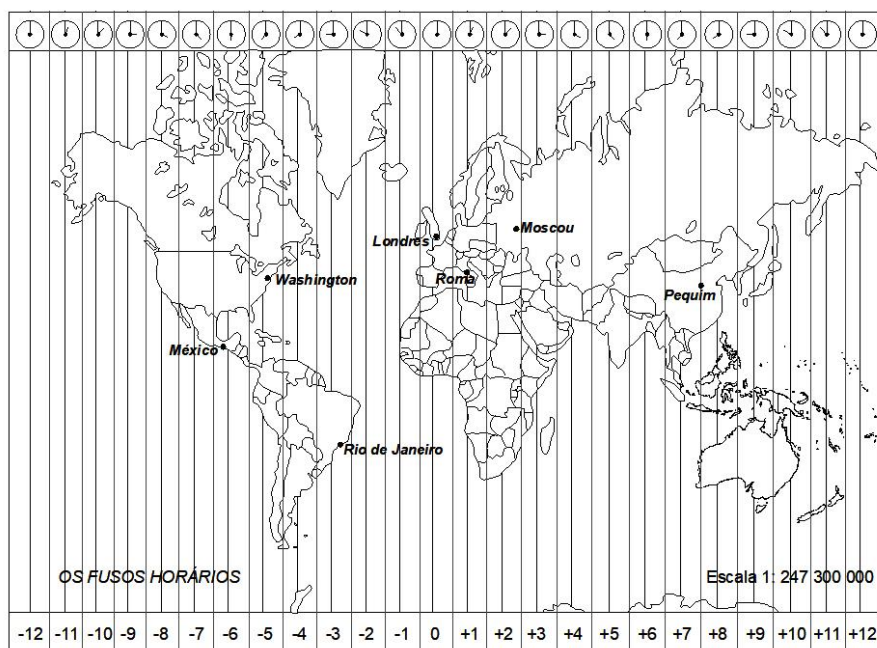 Londres
Moscou
Roma
Washington
Pequim
México
Rio de Janeiro
OS FUSOS HORÁRIOS
Escala 1: 247 300 000
-12 -11 -10 -9 -8 -7 -6 -5 -4 -3 -2 -1 0 +1 +2 +3 +4 +5 +6 +7 +8 +9 +10 +11 +12